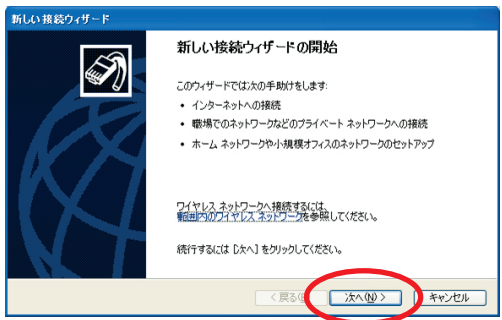 新しい接続ウィザード
新しい接続ウィザードの開始
このウィザードでは次の手助けをします:
• インターネットへの接続
• 職場でのネットワークなどのプライベート ネットワークへの接続
• ホーム ネットワークや小規模オフィスのネットワークのセットアップ
ワイヤレス ネットワークへ接続するには、
範囲内のワイヤレス ネットワークを参照してください。
続行するには [次へ] をクリックしてください。
< 戻る(B) 次へ(N) > キャンセル